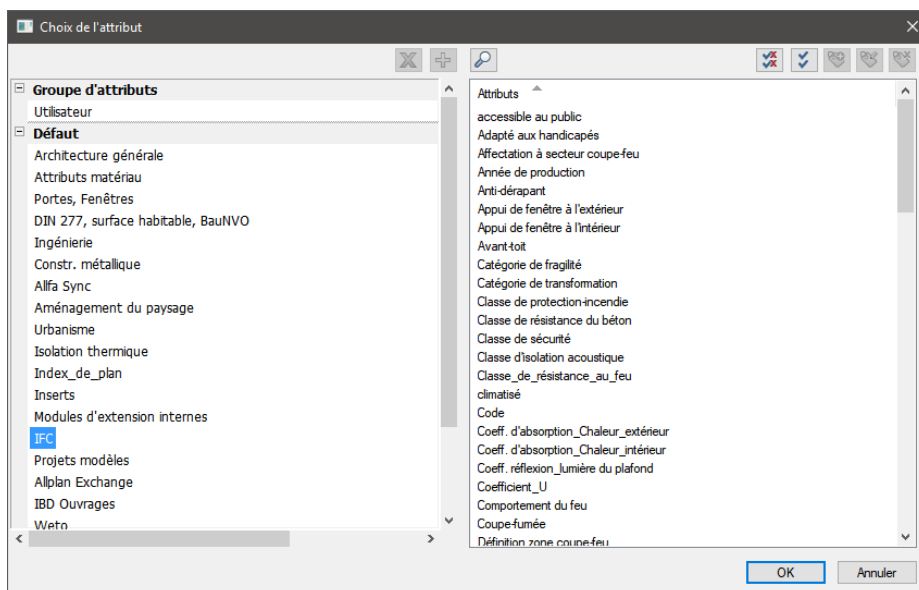 Choix de l'attribut
Groupe d'attributs
Utilisateur
Défaut
Architecture générale
Attributs matériau
Portes, Fenêtres
DIN 277, surface habitable, BauNVO
Ingénierie
Constr. métallique
Allfa Sync
Aménagement du paysage
Urbanisme
Isolation thermique
Index_de_plan
Inserts
Modules d'extension internes
IFC
Projets modèles
Allplan Exchange
IBD Ouvrages
Weto
Attributs
accessible au public
Adapté aux handicapés
Affectation à secteur coupe-feu
Année de production
Anti-dérapant
Appui de fenêtre à l'extérieur
Appui de fenêtre à l'intérieur
Avant-toit
Catégorie de fragilité
Catégorie de transformation
Classe de protection-incendie
Classe de résistance du béton
Classe de sécurité
Classe d'isolation acoustique
Classe_de_résistance_au_feu
climatisé
Code
Coeff. d'absorption_Chaleur_extérieur
Coeff. d'absorption_Chaleur_intérieur
Coeff. réflexion_lumière du plafond
Coefficient_U
Comportement du feu
Coupe-fumée
Définition zone coupe-feu
OK
Annuler